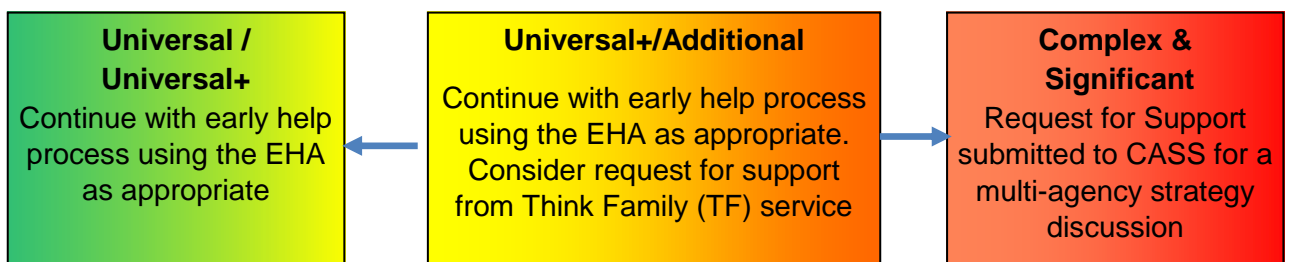 Universal /
Universal+
Continue with early help
process using the EHA
as appropriate
Universal+/Additional
Continue with early help process
using the EHA as appropriate.
Consider request for support
from Think Family (TF) service
Complex &
Significant
Request for Support
submitted to CASS for a
multi-agency strategy
discussion